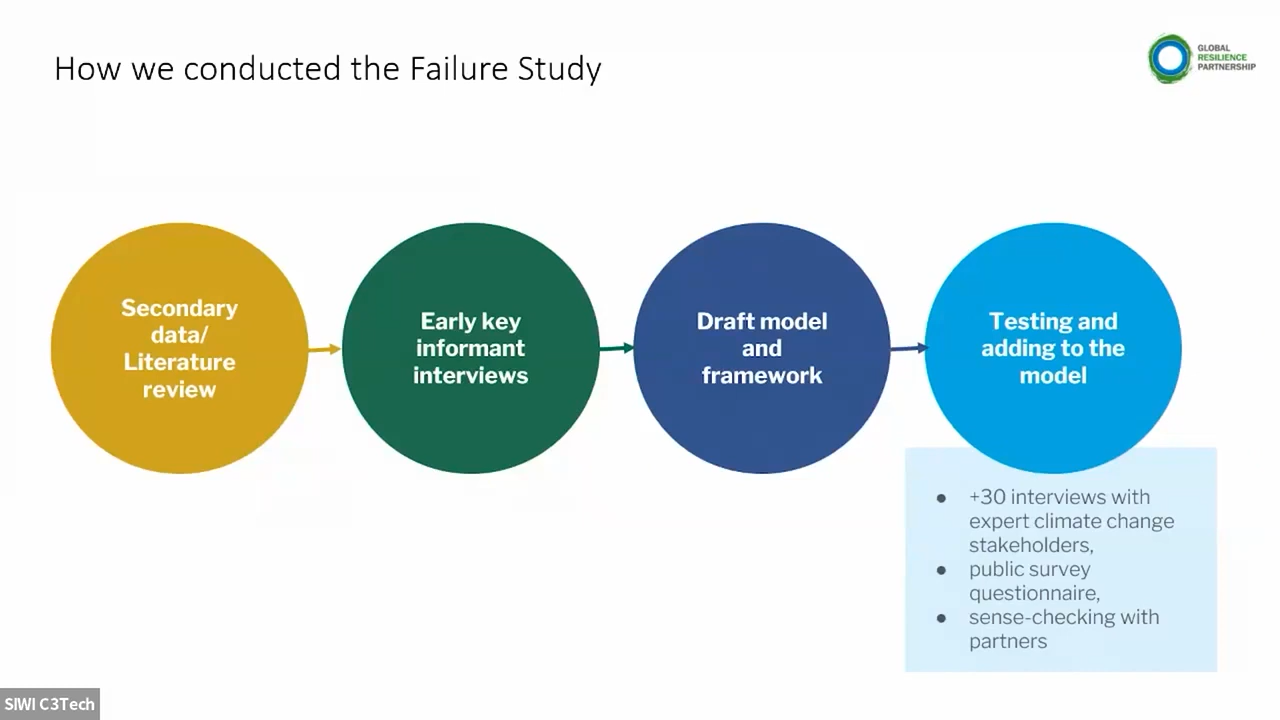 How we conducted the Failure Study
GLOBAL
RESILIENCE
PARTNERSHIP
Secondary
data/
Literature
review
Early key
informant
interviews
Draft model
and
framework
Testing and
adding to the
model
● +30 interviews with
expert climate change
stakeholders,
● public survey
questionnaire,
● sense-checking with
partners
SIWI C3Tech